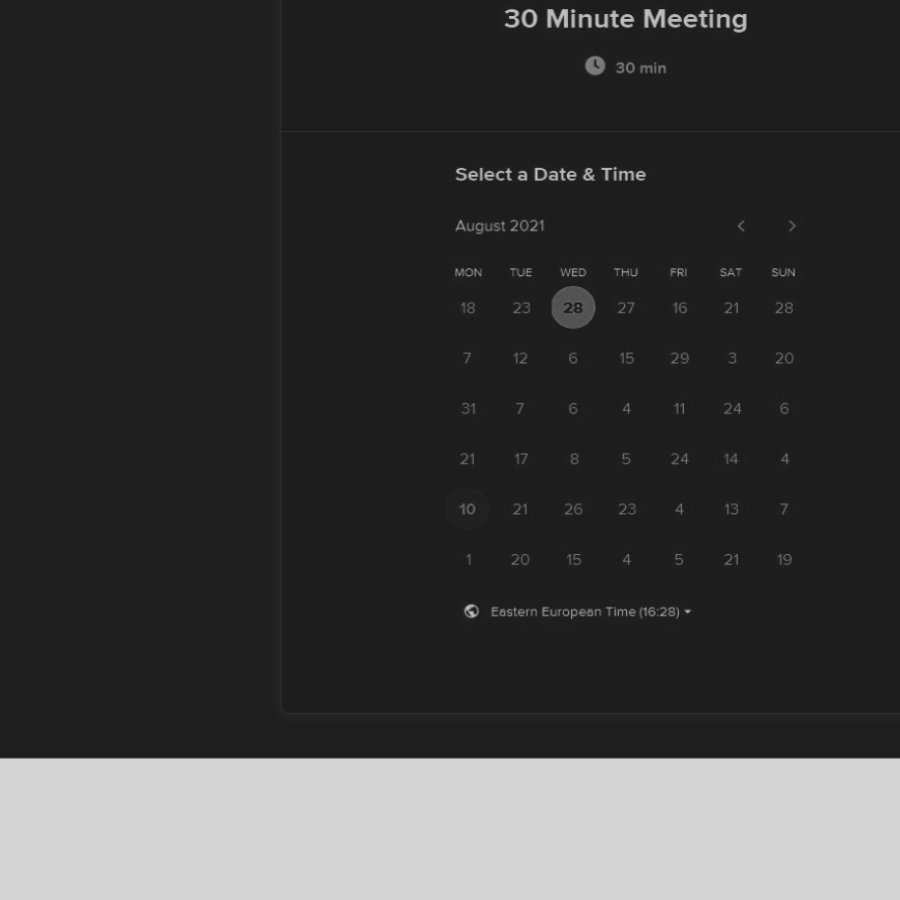 30 Minute Meeting
30 min
Select a Date & Time
August 2021
MON TUE WED THU FRI SAT SUN
18 23 28 27 16 21 28
7 12 6 15 29 3 20
31 7 6 4 11 24 6
21 17 8 5 24 14 4
10 21 26 23 4 13 7
1 20 15 4 5 21 19
Eastern European Time (16:28)